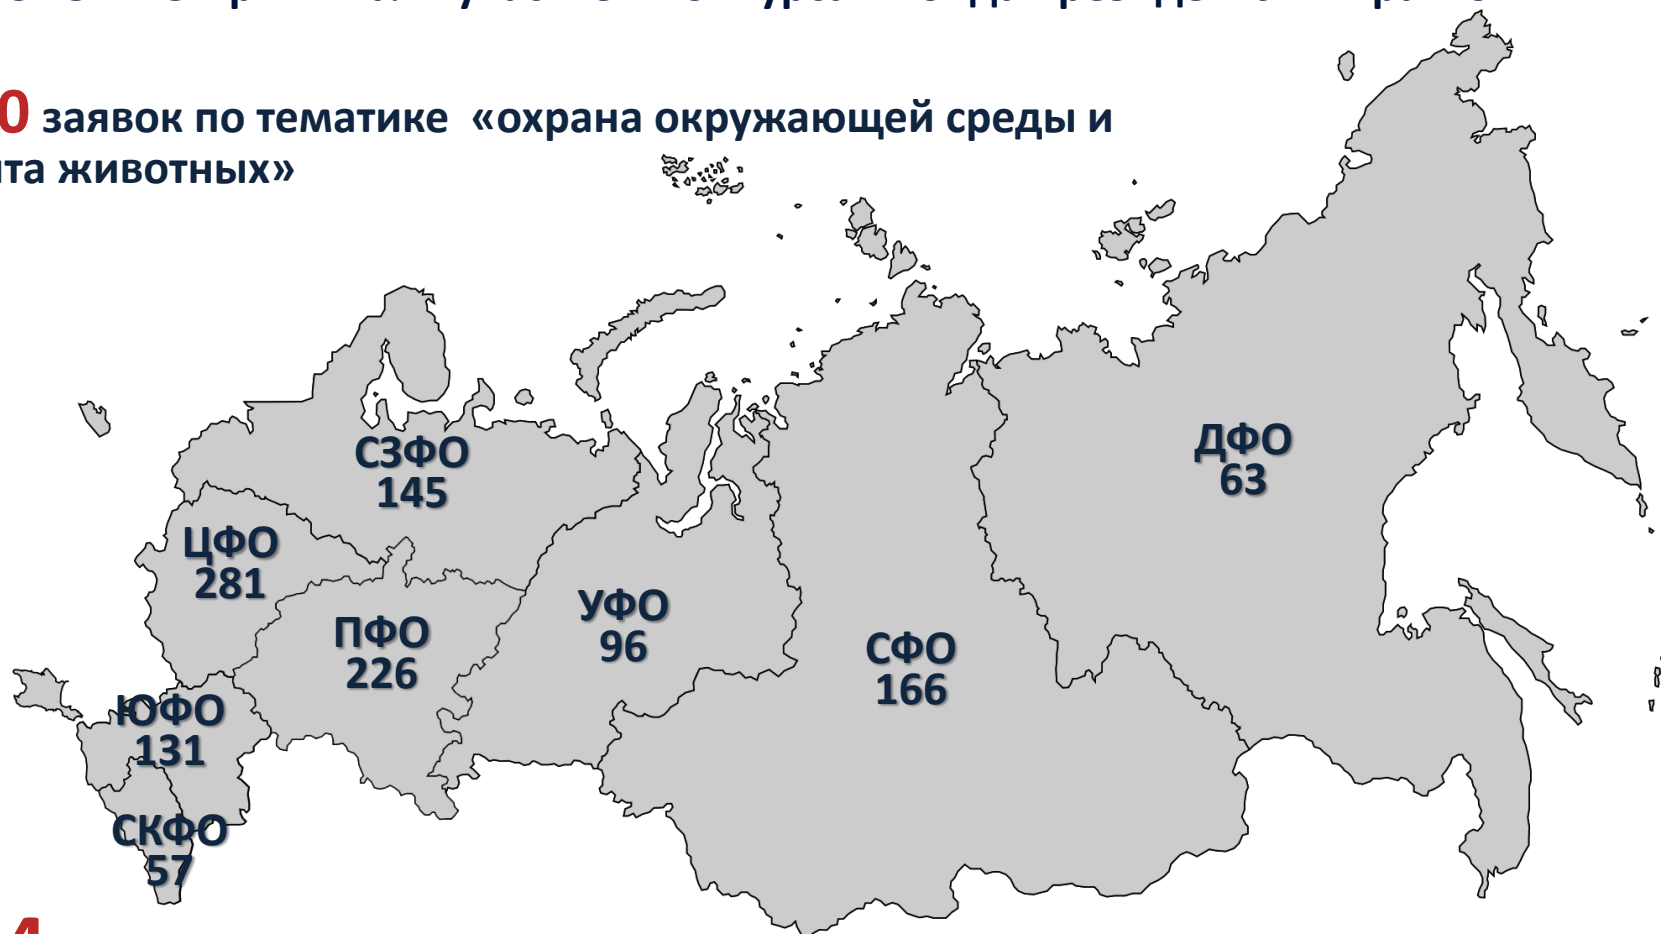 0 заявок по тематике «охрана окружающей среды и
та животных»
СЗФО
145
ДФО
63
ЦФО
281
УФО
96
ПФО
226
СФО
166
ЮФО
131
СКФО
57
4